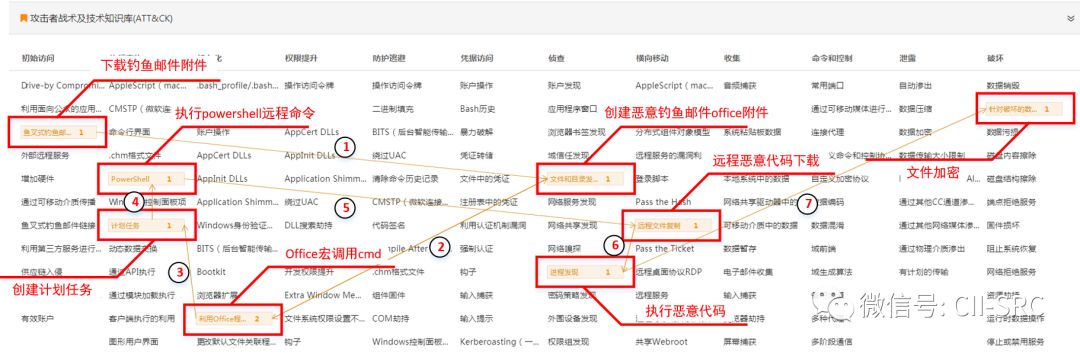 攻击者战术及技术知识库(ATT&CK)
初始访问 权限提升 防护逃避 凭据访问 侦查 横向移动 收集 命令和控制 泄露 破坏
下载钓鱼邮件附件
Drive-by Compromi... AppleScript（mac... .bash_profile/.bash... 操作访问令牌 操作访问令牌 账户操作 账户发现 AppleScript（mac... 音频捕获 常用端口 自动渗出 数据销毁
创建恶意钓鱼邮件office附件
利用面向公众的应用... CMSTP（微软连... 二进制填充 Bash历史 应用程序窗口 通过可移动媒体进行... 数据压缩 针对破坏的数... 1
执行powershell远程命令
鱼叉式钓鱼邮... 1 命令行界面 账户操作 AppCert DLLs BITS（后台智能传输... 暴力破解 浏览器书签发现 分布式组件对象模型 系统粘贴板数据 连接代理 数据加密 数据污损
①
外部远程服务 .chm格式文件 AppCert DLLs AppInit DLLs 绕过UAC 凭证转储 域信任发现 远程服务的漏洞利 数据传输大小限制 磁盘内容擦除
远程恶意代码下载
文件加密
增加硬件 PowerShell 1 AppInit DLLs Application Shimm... 清除命令历史记录 文件中的凭证 文件和目录发... 1 登录脚本 本地系统中的数据 自定义加密协议 磁盘结构擦除
④ ⑤ ⑦
通过可移动介质传播 控制面板项 Application Shimm... 绕过UAC CMSTP（微软连接... 注册表中的凭证 网络服务发现 Pass the Hash 网络共享驱动器中的... 数据编码 通过其他CC通道渗... 端点拒绝服务
鱼叉式钓鱼邮件链接 计划任务 1 Windows身份验证... DLL搜索劫持 代码签名 利用认证机制漏洞 网络共享发现 远程文件复制 1 可移动介质中的数据 数据混淆 通过其他网络媒体渗... 固件损坏
② ⑥
利用第三方服务进行... 动态数据交换 BITS（后台智能传输... 强制认证 网络嗅探 Pass the Ticket 数据暂存 域前端 通过物理介质渗出 阻止系统恢复
Office宏调用cmd
③
供应链入侵 通过API执行 Bootkit 开发权限提升 .chm格式文件 钩子 进程发现 1 远程桌面协议RDP 电子邮件收集 域生成算法 有计划的传输 网络拒绝服务
创建计划任务
通过模块加载执行 浏览器扩展 Extra Window Me... 组件固件 输入捕获 密码策略发现 远程服务 输入捕获
执行恶意代码
微信号: CII-SRC
有效账户 客户端执行的利用 利用Office程... 2 文件系统权限设置不... COM劫持 输入提示 外围设备发现 运行时数据操作
图形用户界面 更改默认文件关联程... 钩子 Windows控制面板... Kerberoasting（一... 权限组发现 共享Webroot 屏幕捕获 多阶段通信 停止或禁用服务